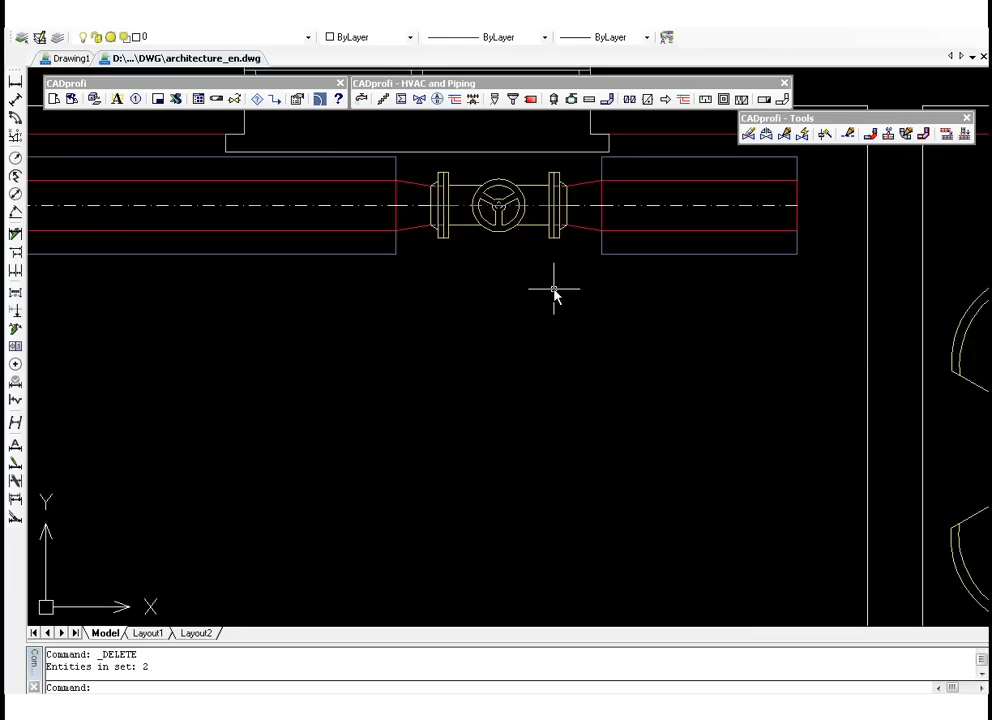 0
ByLayer
ByLayer
ByLayer
Drawing1
D:\...\DWG\architecture_en.dwg
CADprofi
CADprofi - HVAC and Piping
CADprofi - Tools
Y
X
Model
Layout1
Layout2
Com...
Command: _DELETE
Entities in set: 2
Command: